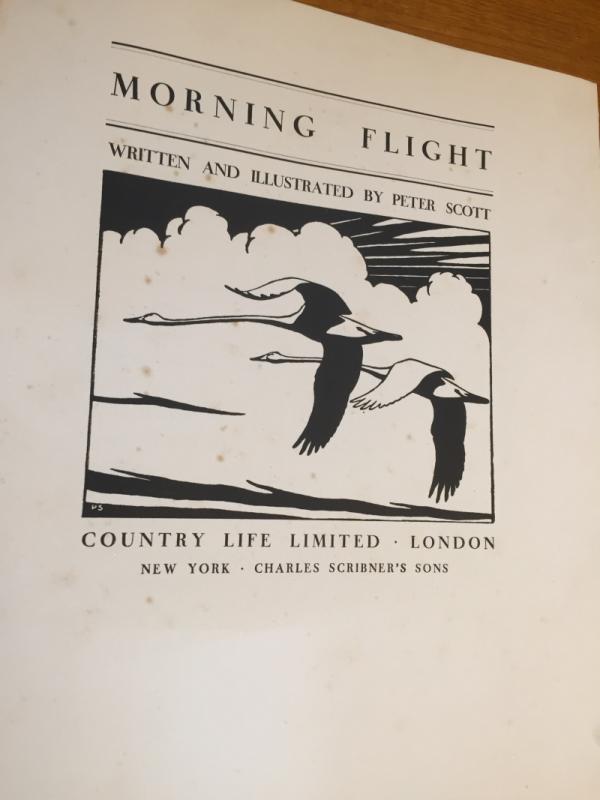 MORNING FLIGHT
WRITTEN AND ILLUSTRATED BY PETER SCOTT
PS
COUNTRY LIFE LIMITED · LONDON
NEW YORK · CHARLES SCRIBNER'S SONS